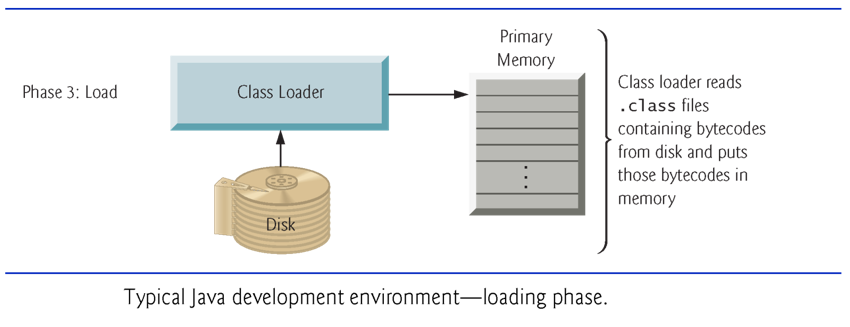 Phase 3: Load
Class Loader
Disk
Primary
Memory
Class loader reads
.class files
containing bytecodes
from disk and puts
those bytecodes in
memory
Typical Java development environment—loading phase.